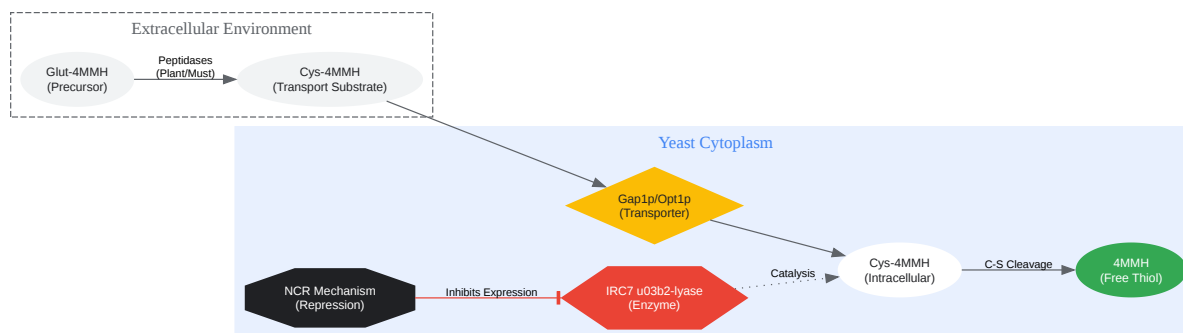 Extracellular Environment
Glut-4MMH
(Precursor)
Peptidases
(Plant/Must)
Cys-4MMH
(Transport Substrate)
Yeast Cytoplasm
Gap1p/Opt1p
(Transporter)
NCR Mechanism
(Repression)
Inhibits Expression
IRC7 u03b2-lyase
(Enzyme)
Catalysis
Cys-4MMH
(Intracellular)
C-S Cleavage
4MMH
(Free Thiol)